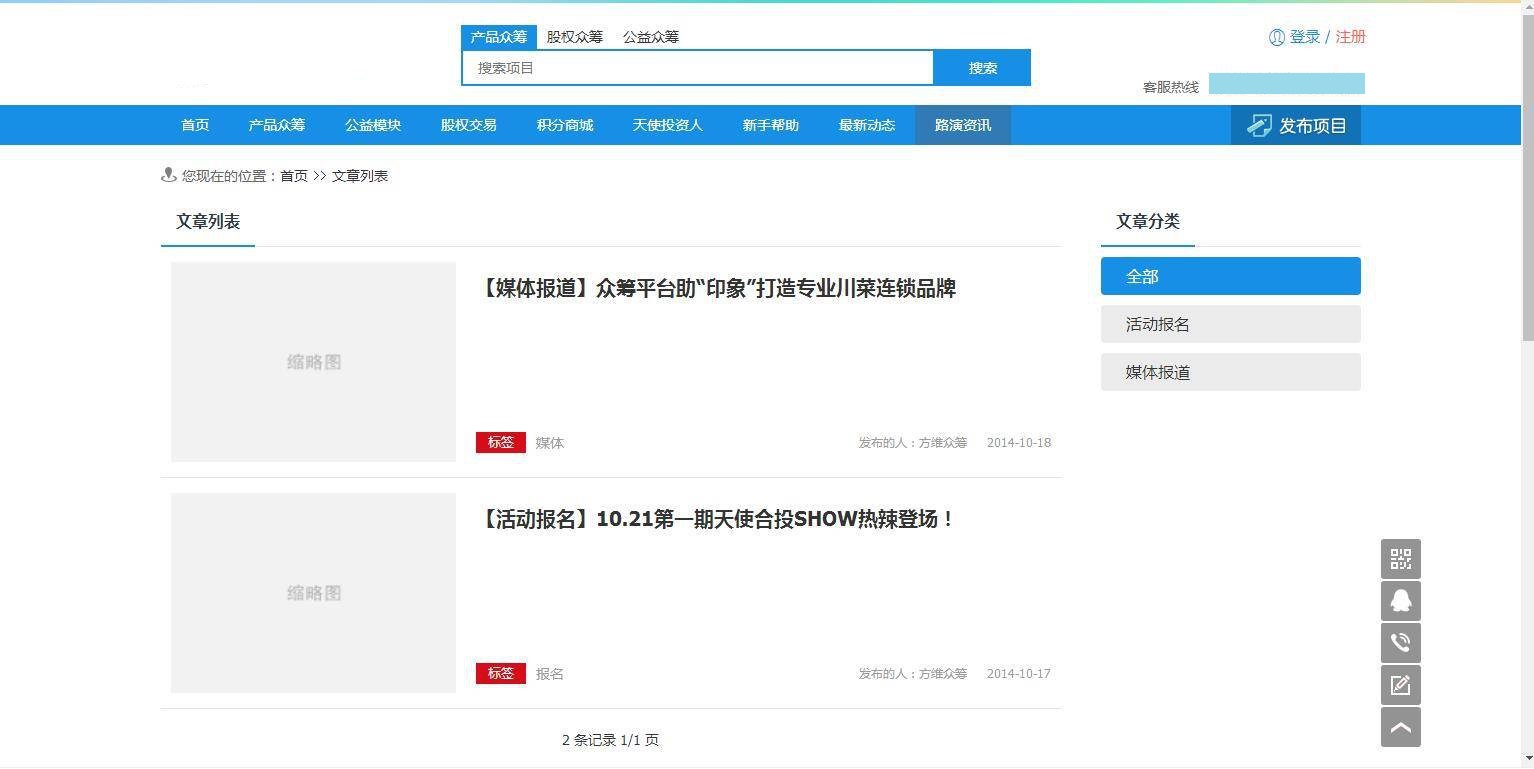 产品众筹 股权众筹 公益众筹
登录 / 注册
搜索项目 搜索
客服热线
首页 产品众筹 公益模块 股权交易 积分商城 天使投资人 新手帮助 最新动态 路演资讯 发布项目
您现在的位置：首页 >> 文章列表
文章列表
文章分类
全部
活动报名
媒体报道
缩略图
【媒体报道】众筹平台助“印象”打造专业川菜连锁品牌
标签 媒体 发布的人：方维众筹 2014-10-18
缩略图
【活动报名】10.21第一期天使合投SHOW热辣登场！
标签 报名 发布的人：方维众筹 2014-10-17
2 条记录 1/1 页